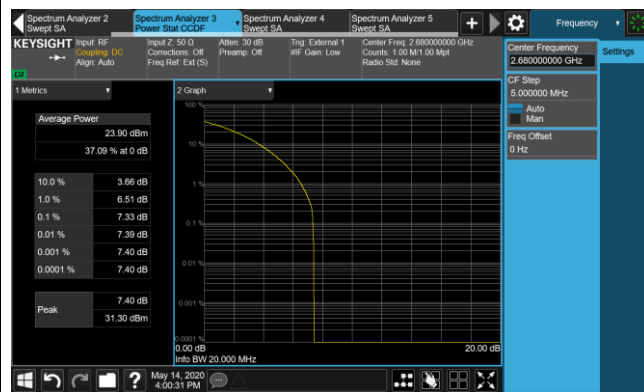 Spectrum Analyzer 2
Swept SA
Spectrum Analyzer 3
Power Stat CCDF
Spectrum Analyzer 4
Swept SA
Spectrum Analyzer 5
Swept SA
Frequency
KEYSIGHT
Input: RF
Coupling: DC
Align: Auto
Input Z: 50 Ω
Corrections: Off
Freq Ref: Ext (S)
Atten: 30 dB
Preamp: Off
Trig: External 1
#IF Gain: Low
Center Freq: 2.680000000 GHz
Counts: 1.00 M/1.00 Mpt
Radio Std: None
Center Frequency
2.680000000 GHz
Settings
CF Step
5.000000 MHz
Auto
Man
Freq Offset
0 Hz
1 Metrics
Average Power
23.90 dBm
37.09 % at 0 dB
10.0 % 3.66 dB
1.0 % 6.51 dB
0.1 % 7.33 dB
0.01 % 7.39 dB
0.001 % 7.40 dB
0.0001 % 7.40 dB
Peak
7.40 dB
31.30 dBm
2 Graph
100 %
10 %
1 %
0.1 %
0.01 %
0.001 %
0.0001 %
0.00 dB
20.00 dB
Info BW 20.000 MHz
May 14, 2020
4:00:31 PM